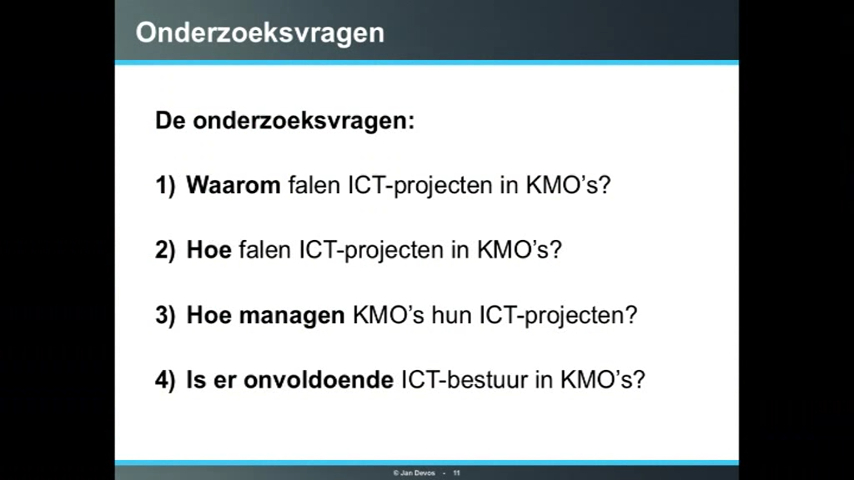 Onderzoeksvragen
De onderzoeksvragen:
1) Waarom falen ICT-projecten in KMO's?
2) Hoe falen ICT-projecten in KMO's?
3) Hoe managen KMO's hun ICT-projecten?
4) Is er onvoldoende ICT-bestuur in KMO's?
© Jan Devos - 11